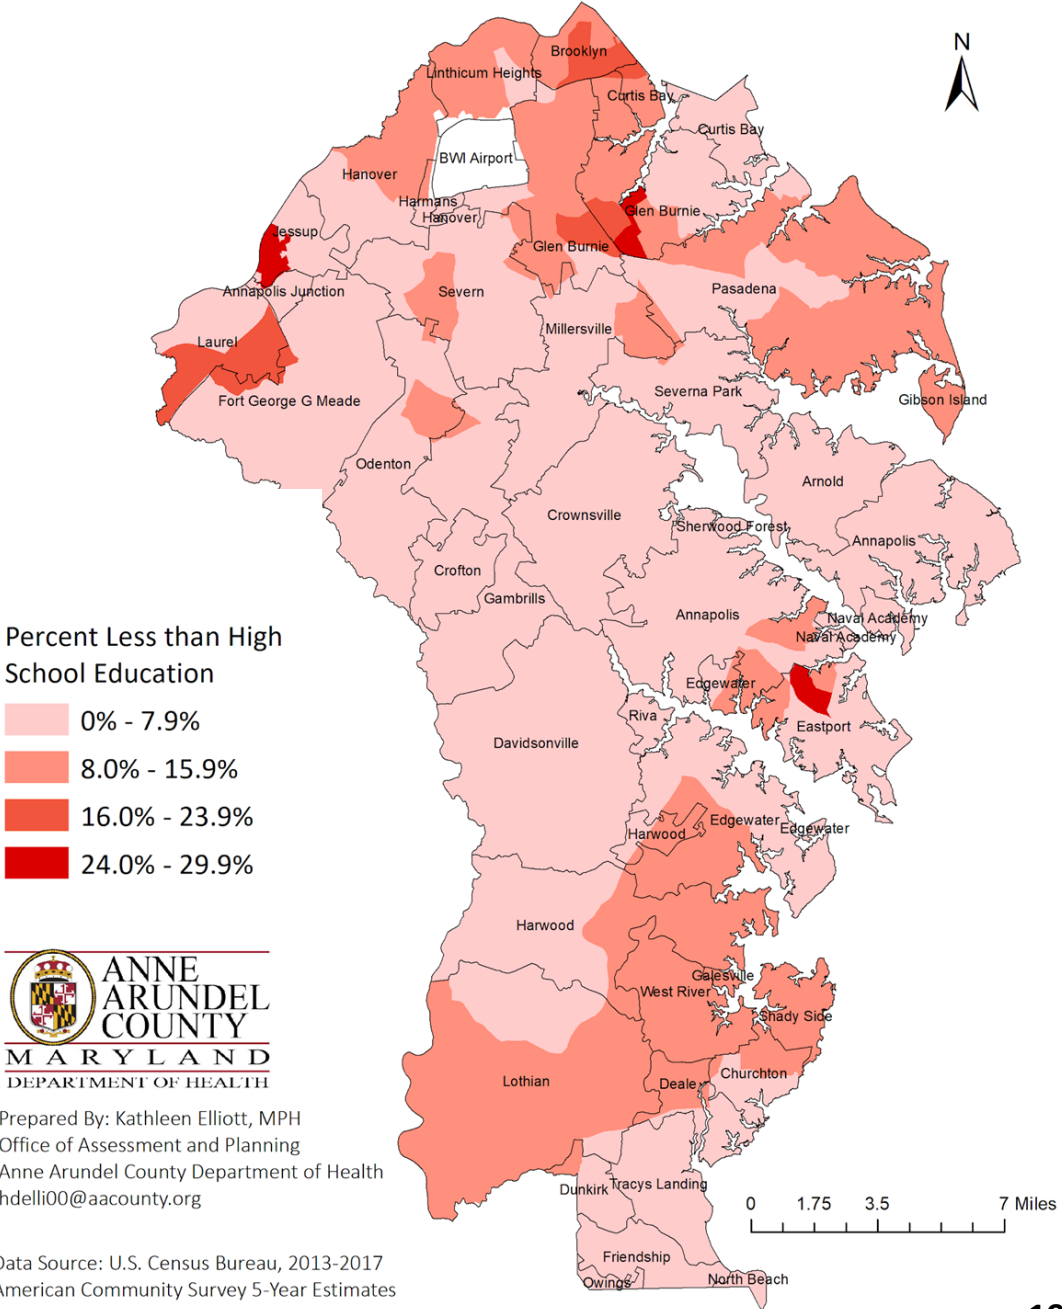 N
Brooklyn
Linthicum Heights
Curtis Bay
Curtis Bay
BWI Airport
Hanover
Harmans
Hanover
Glen Burnie
Jessup
Glen Burnie
Annapolis Junction
Severn
Pasadena
Millersville
Laurel
Severna Park
Fort George G Meade
Gibson Island
Odenton
Arnold
Crownsville
Sherwood Forest
Annapolis
Crofton
Gambrills
Annapolis
Naval Academy
Naval Academy
Edgewater
Riva
Eastport
Davidsonville
Edgewater
Edgewater
Harwood
Harwood
Galesville
West River
Shady Side
Churchton
Lothian
Deale
Dunkirk
Tracys Landing
Friendship
Owings
North Beach
Percent Less than High
School Education
0% - 7.9%
8.0% - 15.9%
16.0% - 23.9%
24.0% - 29.9%
ANNE
ARUNDEL
COUNTY
MARYLAND
DEPARTMENT OF HEALTH
Prepared By: Kathleen Elliott, MPH
Office of Assessment and Planning
Anne Arundel County Department of Health
hdelli00@aacounty.org
Data Source: U.S. Census Bureau, 2013-2017
American Community Survey 5-Year Estimates
0 1.75 3.5 7 Miles